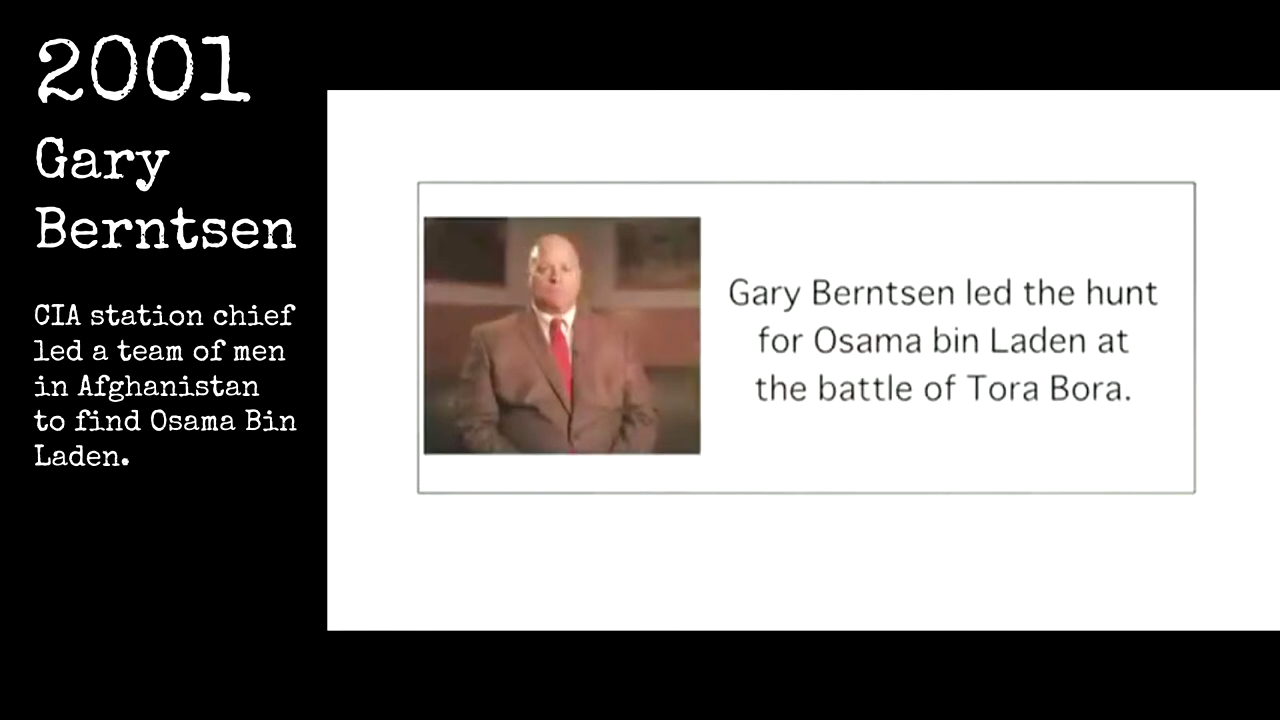 2001
Gary
Berntsen
CIA station chief
led a team of men
in Afghanistan
to find Osama Bin
Laden.
Gary Berntsen led the hunt
for Osama bin Laden at
the battle of Tora Bora.